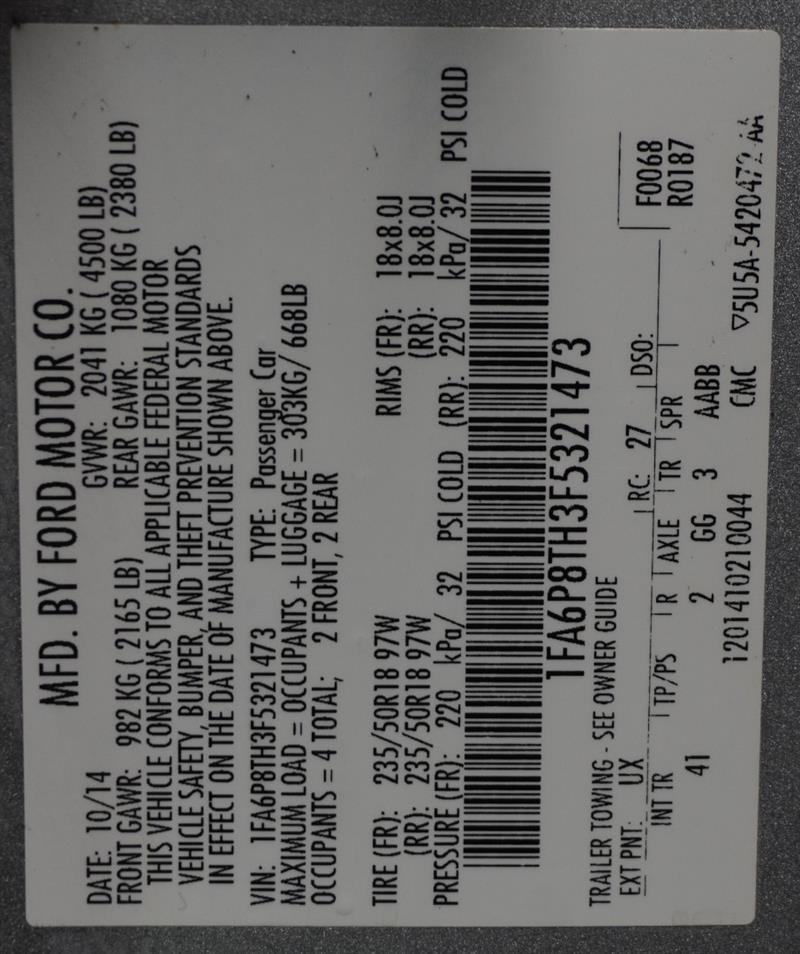 MFD. BY FORD MOTOR CO.
DATE: 10/14 GVWR: 2041 KG ( 4500 LB)
FRONT GAWR: 982 KG ( 2165 LB) REAR GAWR: 1080 KG ( 2380 LB)
THIS VEHICLE CONFORMS TO ALL APPLICABLE FEDERAL MOTOR
VEHICLE SAFETY, BUMPER, AND THEFT PREVENTION STANDARDS
IN EFFECT ON THE DATE OF MANUFACTURE SHOWN ABOVE.
VIN: 1FA6P8TH3F5321473 TYPE: Passenger Car
MAXIMUM LOAD = OCCUPANTS + LUGGAGE = 303KG/ 668LB
OCCUPANTS = 4 TOTAL; 2 FRONT, 2 REAR
TIRE (FR): 235/50R18 97W RIMS (FR): 18x8.0J
(RR): 235/50R18 97W (RR): 18x8.0J
PRESSURE (FR): 220 kPa/ 32 PSI COLD (RR): 220 kPa/ 32 PSI COLD
1FA6P8TH3F5321473
TRAILER TOWING - SEE OWNER GUIDE
EXT PNT: UX RC: 27 DSO: F0068
R0187
INT TR TP/PS R AXLE TR SPR
41 2 GG 3 AABB
1201410210044 CMC ▽5U5A-5420472-AA